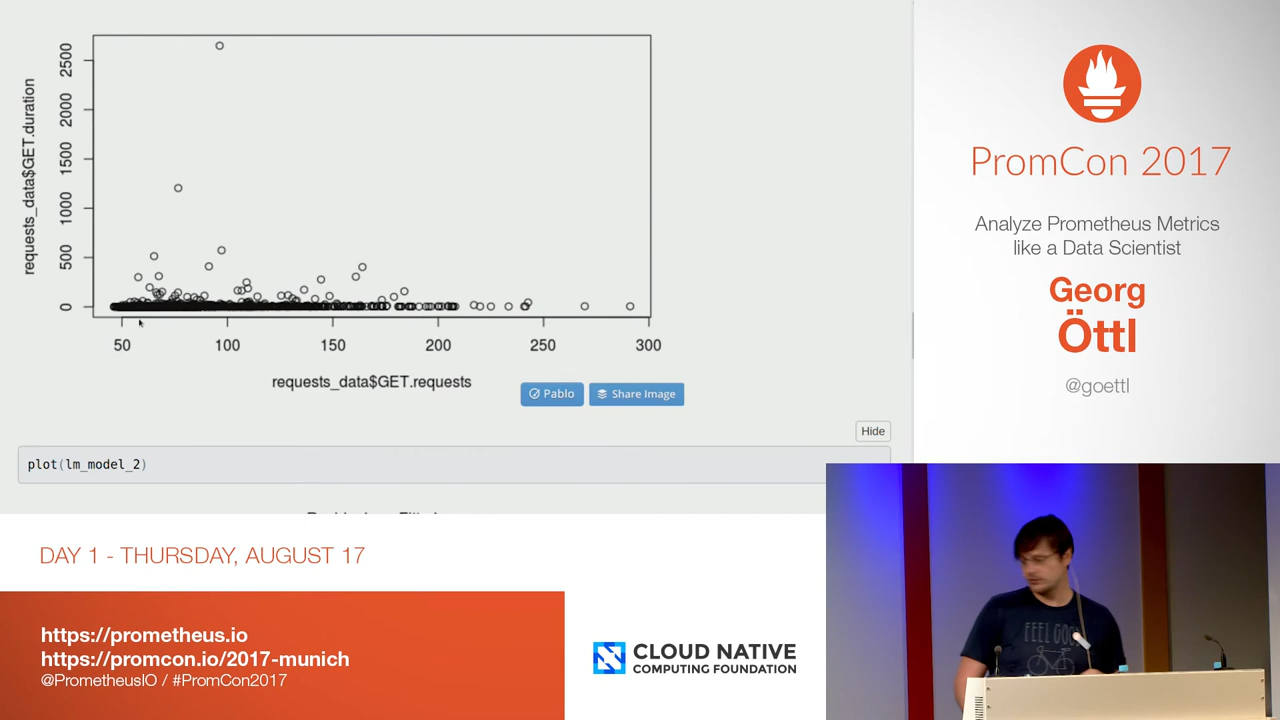 requests_data$GET.duration
2500
2000
1500
1000
500
0
50 100 150 200 250 300
requests_data$GET.requests
Pablo
Share Image
Hide
plot(lm_model_2)
PromCon 2017
Analyze Prometheus Metrics
like a Data Scientist
Georg
Öttl
@goettl
DAY 1 - THURSDAY, AUGUST 17
https://prometheus.io
https://promcon.io/2017-munich
@PrometheusIO / #PromCon2017
CLOUD NATIVE
COMPUTING FOUNDATION
FEEL GOOD